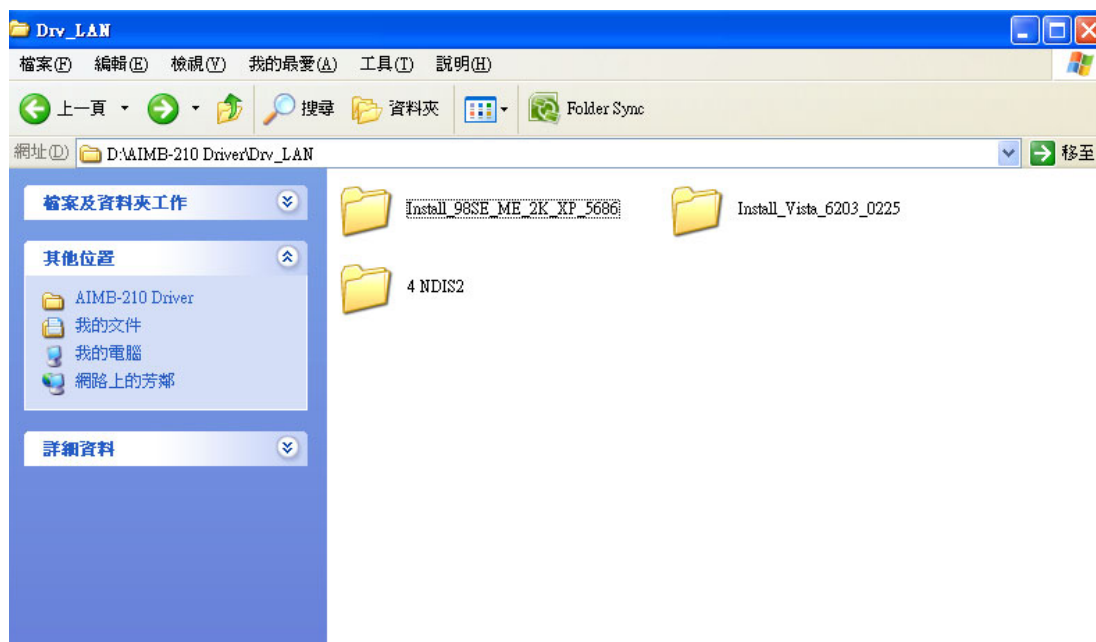 Drv_LAN
檔案(F) 編輯(E) 檢視(V) 我的最愛(A) 工具(T) 說明(H)
上一頁 搜尋 資料夾 Folder Sync
網址(D) D:\AIMB-210 Driver\Drv_LAN 移至
檔案及資料夾工作
其他位置
AIMB-210 Driver
我的文件
我的電腦
網路上的芳鄰
詳細資料
Install_98SE_ME_2K_XP_5686 Install_Vista_6203_0225
4 NDIS2